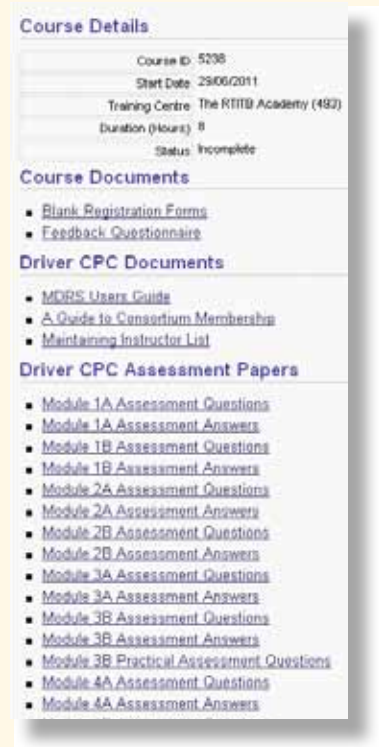 Course Details
Course ID 5238
Start Date 29/06/2011
Training Centre The RTITB Academy (493)
Duration (Hours) 8
Status Incomplete
Course Documents
Blank Registration Forms
Feedback Questionnaire
Driver CPC Documents
MDRS Users Guide
A Guide to Consortium Membership
Maintaining Instructor List
Driver CPC Assessment Papers
Module 1A Assessment Questions
Module 1A Assessment Answers
Module 1B Assessment Questions
Module 1B Assessment Answers
Module 2A Assessment Questions
Module 2A Assessment Answers
Module 2B Assessment Questions
Module 2B Assessment Answers
Module 3A Assessment Questions
Module 3A Assessment Answers
Module 3B Assessment Questions
Module 3B Assessment Answers
Module 3B Practical Assessment Questions
Module 4A Assessment Questions
Module 4A Assessment Answers